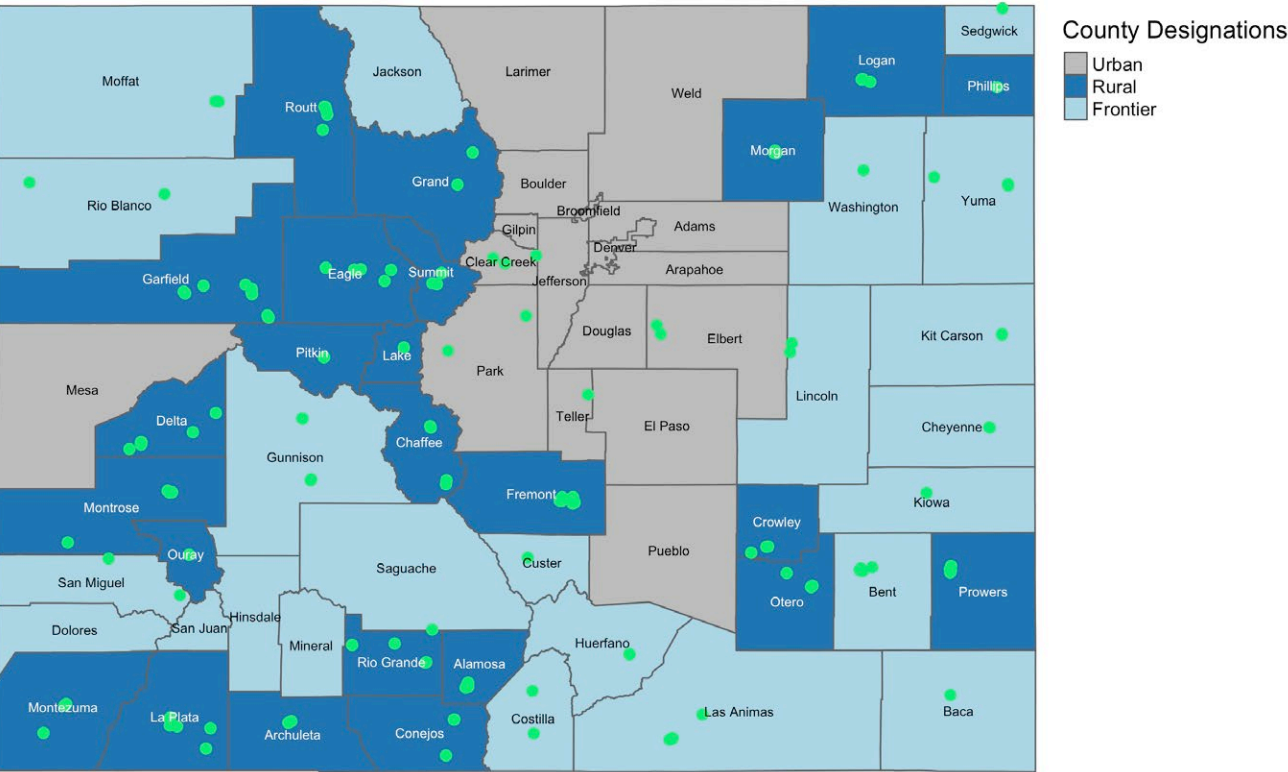 County Designations
Urban
Rural
Frontier
Sedgwick
Logan
Phillips
Moffat
Jackson
Larimer
Weld
Routt
Morgan
Grand
Boulder
Rio Blanco
Broomfield
Washington
Yuma
Gilpin
Adams
Denver
Clear Creek
Arapahoe
Garfield
Eagle
Summit
Jefferson
Douglas
Elbert
Kit Carson
Pitkin
Lake
Park
Mesa
Lincoln
Delta
Teller
El Paso
Cheyenne
Chaffee
Gunnison
Fremont
Kiowa
Montrose
Crowley
Ouray
Pueblo
Custer
Saguache
San Miguel
Bent
Prowers
Otero
Hinsdale
San Juan
Dolores
Mineral
Huerfano
Rio Grande
Alamosa
Montezuma
La Plata
Costilla
Las Animas
Baca
Archuleta
Conejos